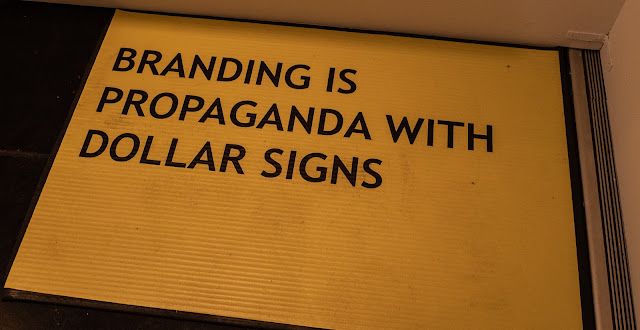 BRANDING IS
PROPAGANDA WITH
DOLLAR SIGNS